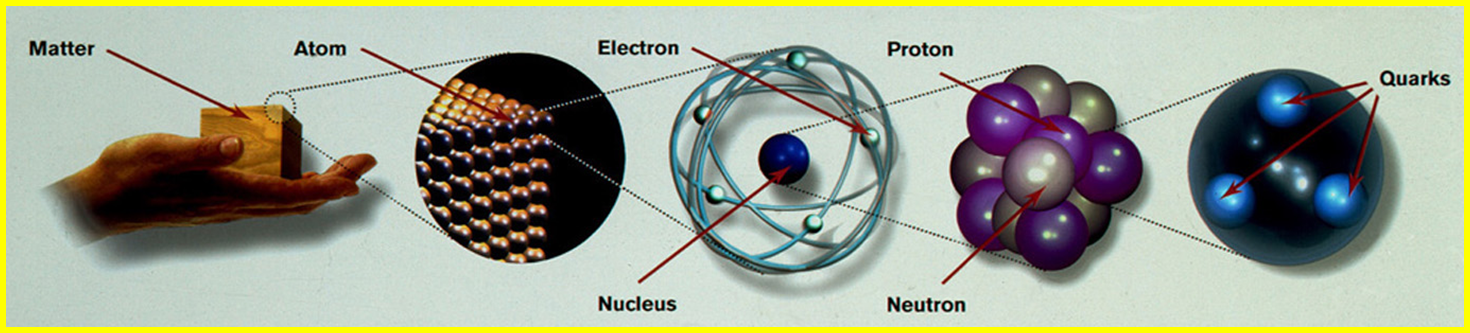 Matter
Atom
Electron
Proton
Quarks
Nucleus
Neutron